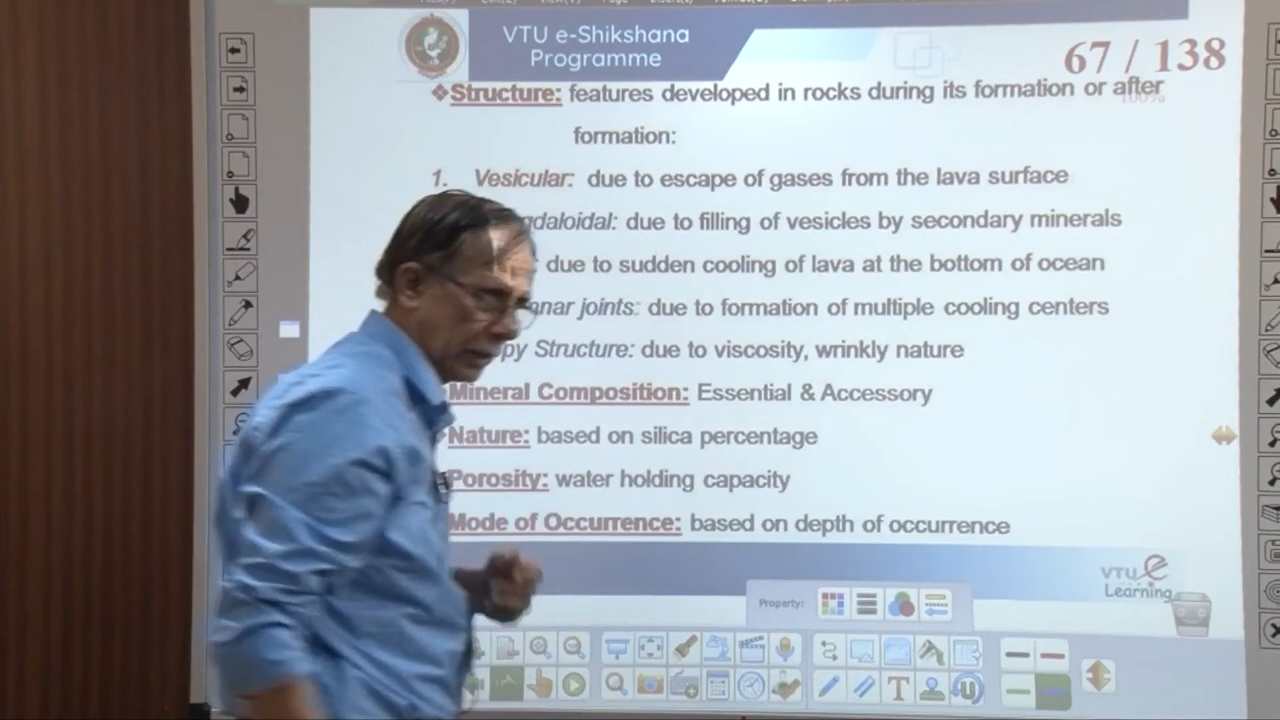 VTU e-Shikshana
Programme
67 / 138
100%
❖Structure: features developed in rocks during its formation or after
formation:
1. Vesicular: due to escape of gases from the lava surface
gdaloidal: due to filling of vesicles by secondary minerals
due to sudden cooling of lava at the bottom of ocean
nar joints: due to formation of multiple cooling centers
py Structure: due to viscosity, wrinkly nature
Mineral Composition: Essential & Accessory
Nature: based on silica percentage
Porosity: water holding capacity
Mode of Occurrence: based on depth of occurrence
VTU e
Learning
Property: